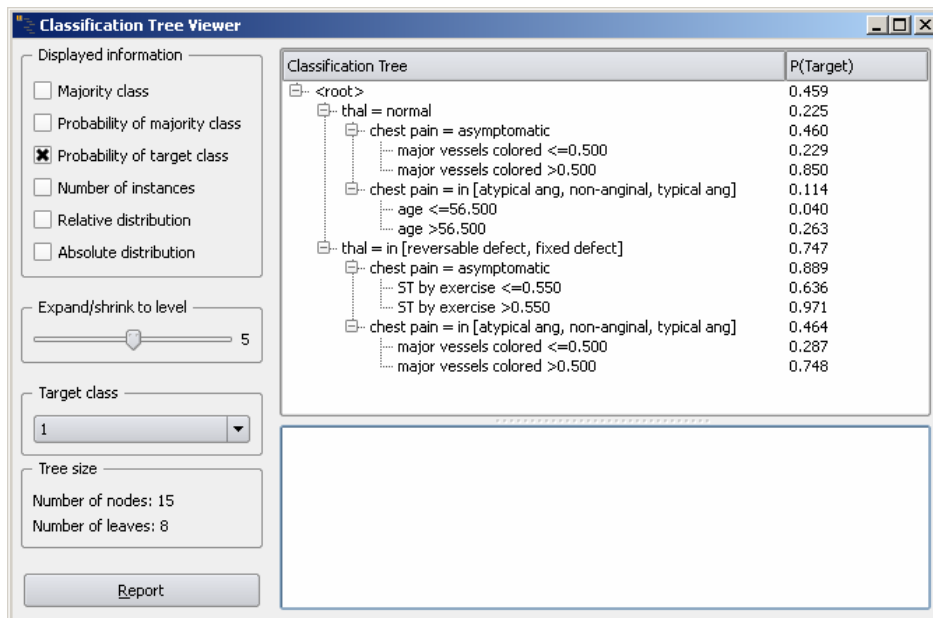 Classification Tree Viewer
Displayed information
Majority class
Probability of majority class
Probability of target class
Number of instances
Relative distribution
Absolute distribution
Expand/shrink to level
5
Target class
1
Tree size
Number of nodes: 15
Number of leaves: 8
Report
Classification Tree P(Target)
<root> 0.459
thal = normal 0.225
chest pain = asymptomatic 0.460
major vessels colored <=0.500 0.229
major vessels colored >0.500 0.850
chest pain = in [atypical ang, non-anginal, typical ang] 0.114
age <=56.500 0.040
age >56.500 0.263
thal = in [reversable defect, fixed defect] 0.747
chest pain = asymptomatic 0.889
ST by exercise <=0.550 0.636
ST by exercise >0.550 0.971
chest pain = in [atypical ang, non-anginal, typical ang] 0.464
major vessels colored <=0.500 0.287
major vessels colored >0.500 0.748